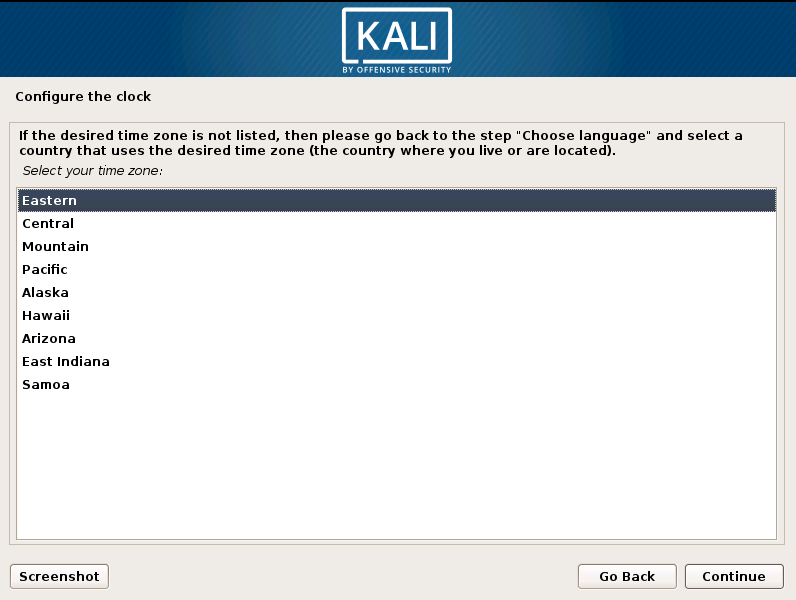 KALI
BY OFFENSIVE SECURITY
Configure the clock
If the desired time zone is not listed, then please go back to the step "Choose language" and select a
country that uses the desired time zone (the country where you live or are located).
Select your time zone:
Eastern
Central
Mountain
Pacific
Alaska
Hawaii
Arizona
East Indiana
Samoa
Screenshot
Go Back
Continue